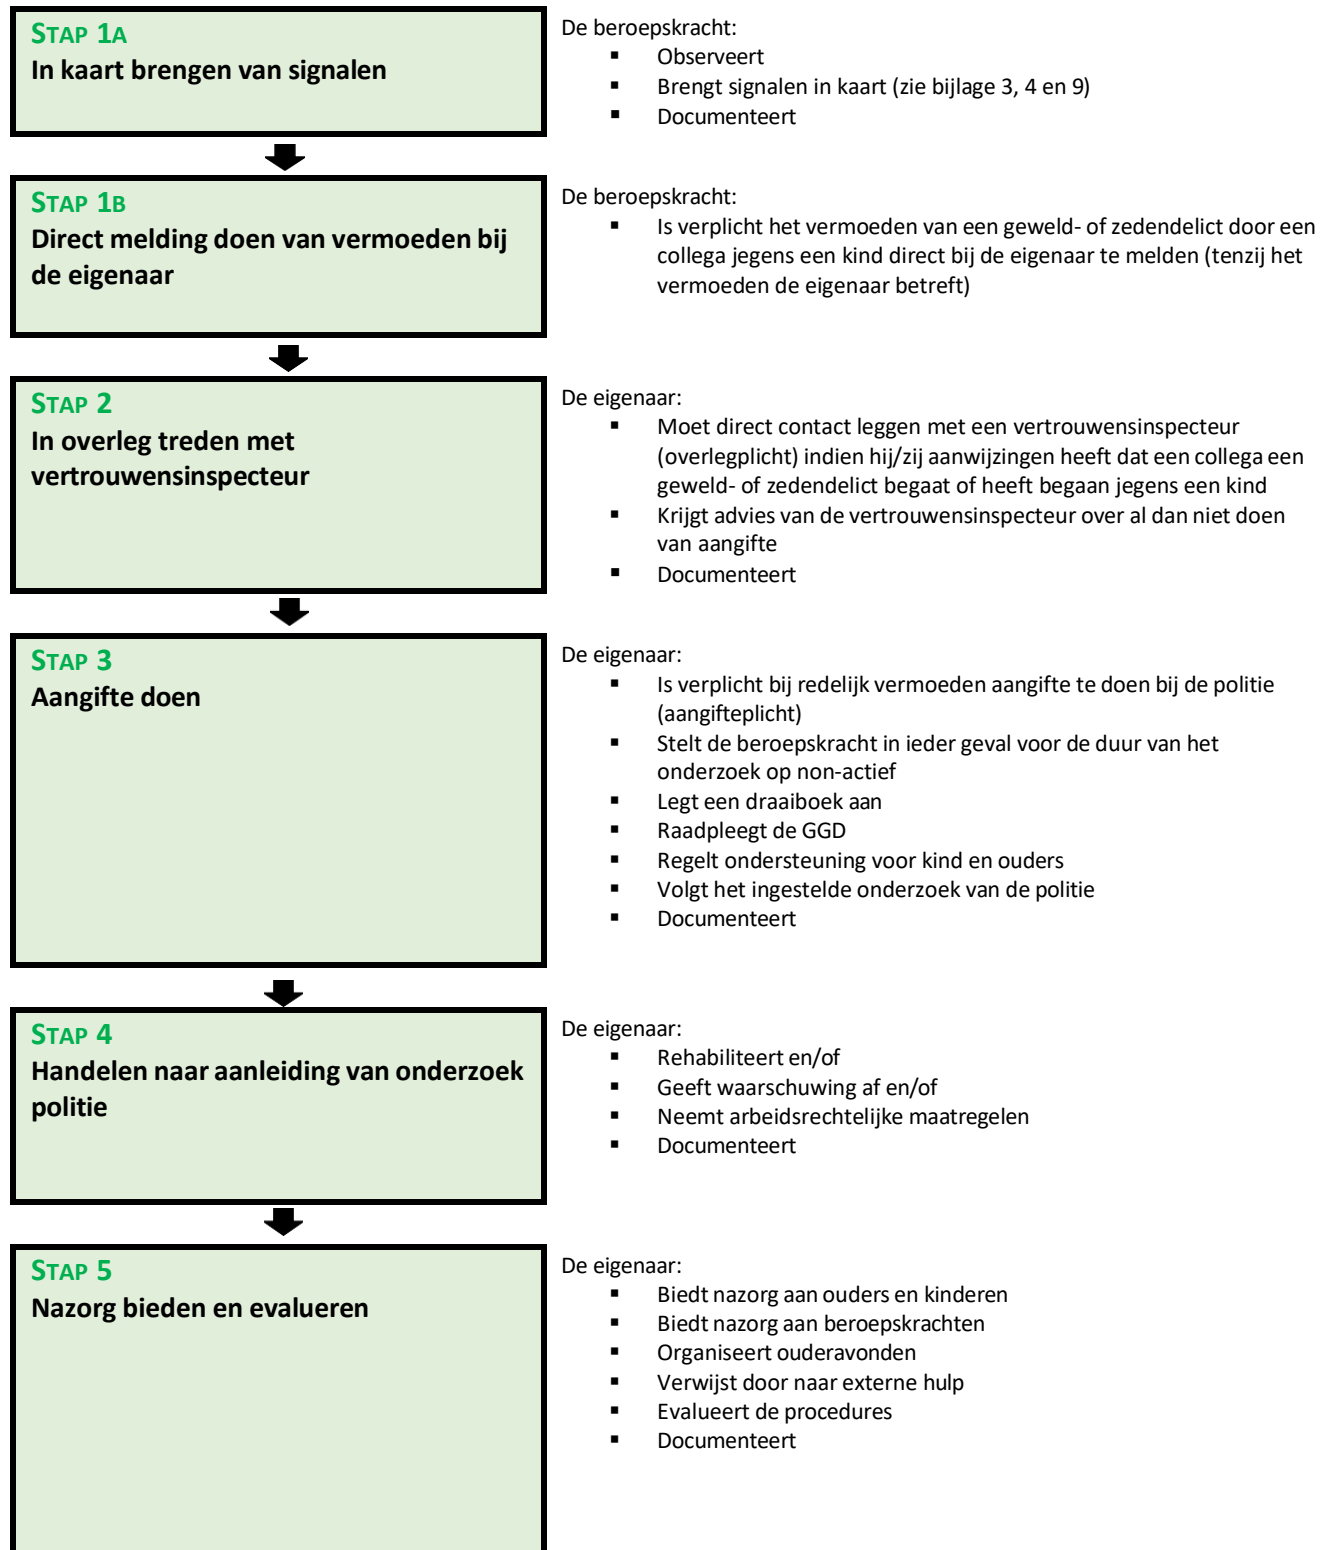 STAP 1A
In kaart brengen van signalen
De beroepskracht:
▪ Observeert
▪ Brengt signalen in kaart (zie bijlage 3, 4 en 9)
▪ Documenteert
STAP 1B
Direct melding doen van vermoeden bij
de eigenaar
De beroepskracht:
▪ Is verplicht het vermoeden van een geweld- of zedendelict door een
collega jegens een kind direct bij de eigenaar te melden (tenzij het
vermoeden de eigenaar betreft)
STAP 2
In overleg treden met
vertrouwensinspecteur
De eigenaar:
▪ Moet direct contact leggen met een vertrouwensinspecteur
(overlegplicht) indien hij/zij aanwijzingen heeft dat een collega een
geweld- of zedendelict begaat of heeft begaan jegens een kind
▪ Krijgt advies van de vertrouwensinspecteur over al dan niet doen
van aangifte
▪ Documenteert
STAP 3
Aangifte doen
De eigenaar:
▪ Is verplicht bij redelijk vermoeden aangifte te doen bij de politie
(aangifteplicht)
▪ Stelt de beroepskracht in ieder geval voor de duur van het
onderzoek op non-actief
▪ Legt een draaiboek aan
▪ Raadpleegt de GGD
▪ Regelt ondersteuning voor kind en ouders
▪ Volgt het ingestelde onderzoek van de politie
▪ Documenteert
STAP 4
Handelen naar aanleiding van onderzoek
politie
De eigenaar:
▪ Rehabiliteert en/of
▪ Geeft waarschuwing af en/of
▪ Neemt arbeidsrechtelijke maatregelen
▪ Documenteert
STAP 5
Nazorg bieden en evalueren
De eigenaar:
▪ Biedt nazorg aan ouders en kinderen
▪ Biedt nazorg aan beroepskrachten
▪ Organiseert ouderavonden
▪ Verwijst door naar externe hulp
▪ Evalueert de procedures
▪ Documenteert